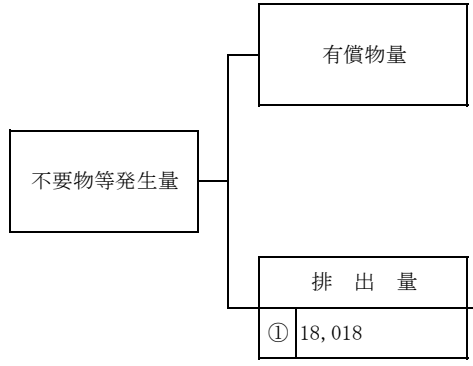 有償物量
不要物等発生量
排　出　量
① 18,018